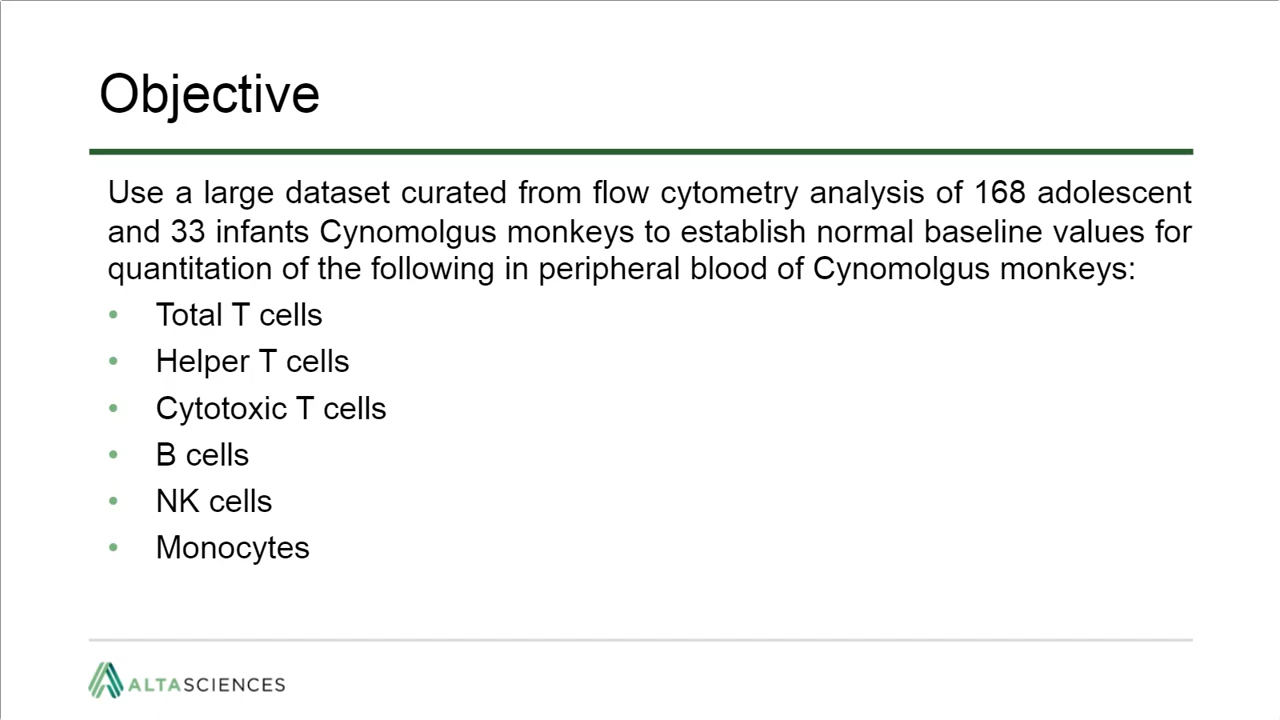 Objective
Use a large dataset curated from flow cytometry analysis of 168 adolescent
and 33 infants Cynomolgus monkeys to establish normal baseline values for
quantitation of the following in peripheral blood of Cynomolgus monkeys:
• Total T cells
• Helper T cells
• Cytotoxic T cells
• B cells
• NK cells
• Monocytes
ALTASCIENCES